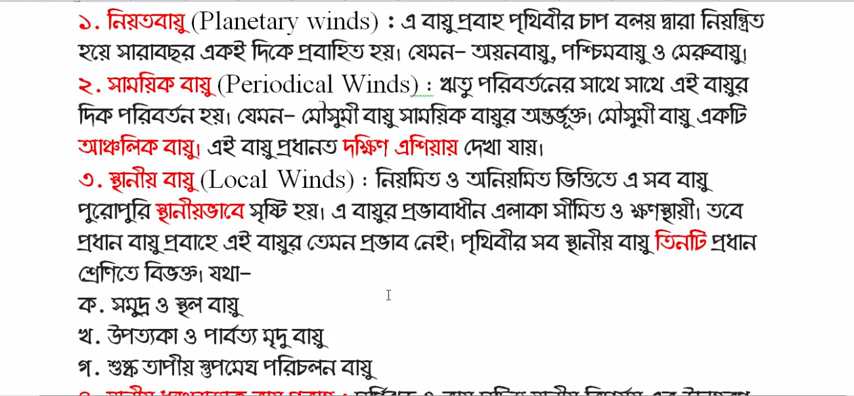 ১. নিয়তবায়ু (Planetary winds) : এ বায়ু প্রবাহ পৃথিবীর চাপ বলয় দ্বারা নিয়ন্ত্রিত
হয়ে সারাবছর একই দিকে প্রবাহিত হয়। যেমন– অয়নবায়ু, পশ্চিমবায়ু ও মেরুবায়ু।
২. সাময়িক বায়ু (Periodical Winds) : ঋতু পরিবর্তনের সাথে সাথে এই বায়ুর
দিক পরিবর্তন হয়। যেমন– মৌসুমী বায়ু সাময়িক বায়ুর অন্তর্ভূক্ত। মৌসুমী বায়ু একটি
আঞ্চলিক বায়ু। এই বায়ু প্রধানত দক্ষিণ এশিয়ায় দেখা যায়।
৩. স্থানীয় বায়ু (Local Winds) : নিয়মিত ও অনিয়মিত ভিত্তিতে এ সব বায়ু
পুরোপুরি স্থানীয়ভাবে সৃষ্টি হয়। এ বায়ুর প্রভাবাধীন এলাকা সীমিত ও ক্ষণস্থায়ী। তবে
প্রধান বায়ু প্রবাহে এই বায়ুর তেমন প্রভাব নেই। পৃথিবীর সব স্থানীয় বায়ু তিনটি প্রধান
শ্রেণিতে বিভক্ত। যথা–
ক. সমুদ্র ও স্থল বায়ু
খ. উপত্যকা ও পার্বত্য মৃদু বায়ু
গ. শুষ্ক তাপীয় স্তুপমেঘ পরিচলন বায়ু